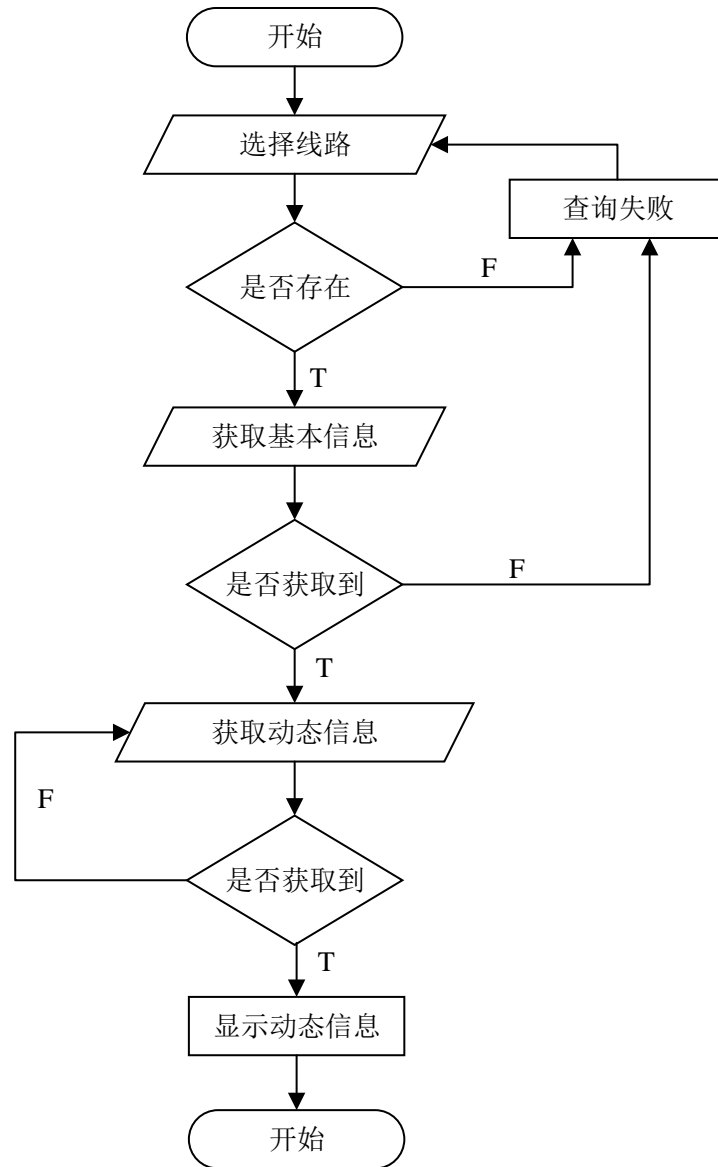 开始
选择线路
查询失败
是否存在
F
T
获取基本信息
是否获取到
F
T
获取动态信息
F
是否获取到
T
显示动态信息
开始